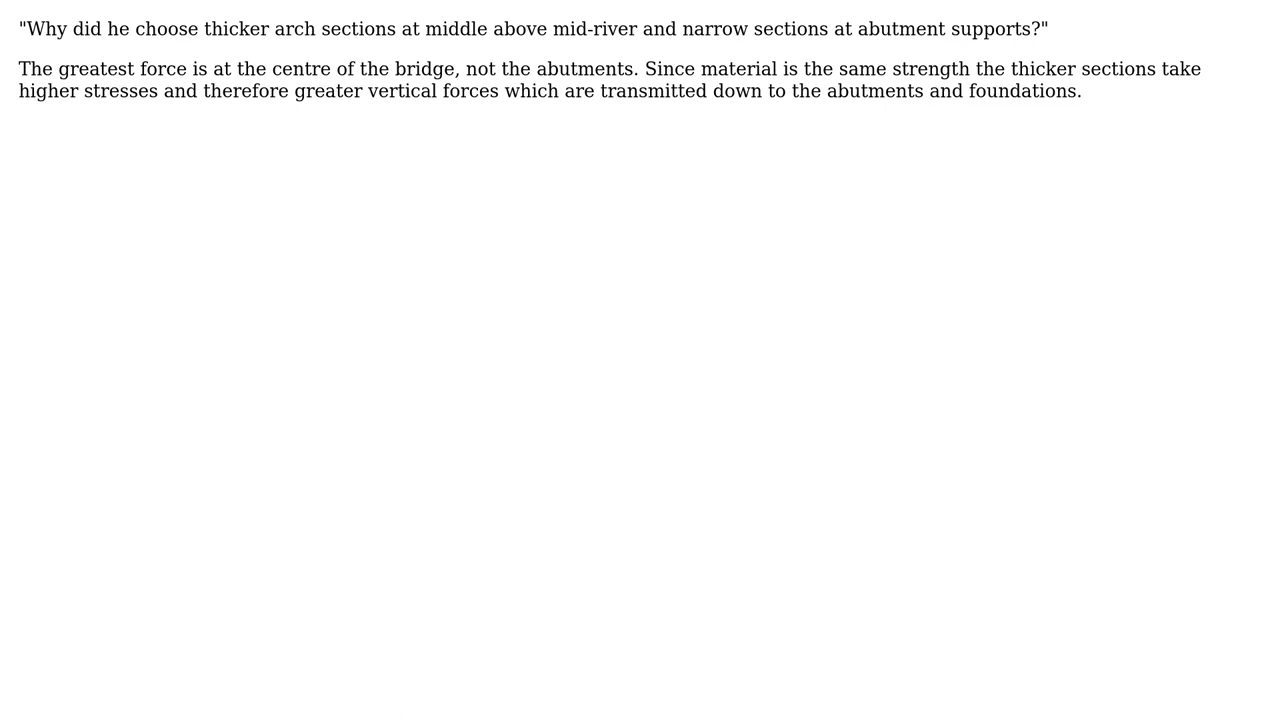 "Why did he choose thicker arch sections at middle above mid-river and narrow sections at abutment supports?"
The greatest force is at the centre of the bridge, not the abutments. Since material is the same strength the thicker sections take
higher stresses and therefore greater vertical forces which are transmitted down to the abutments and foundations.